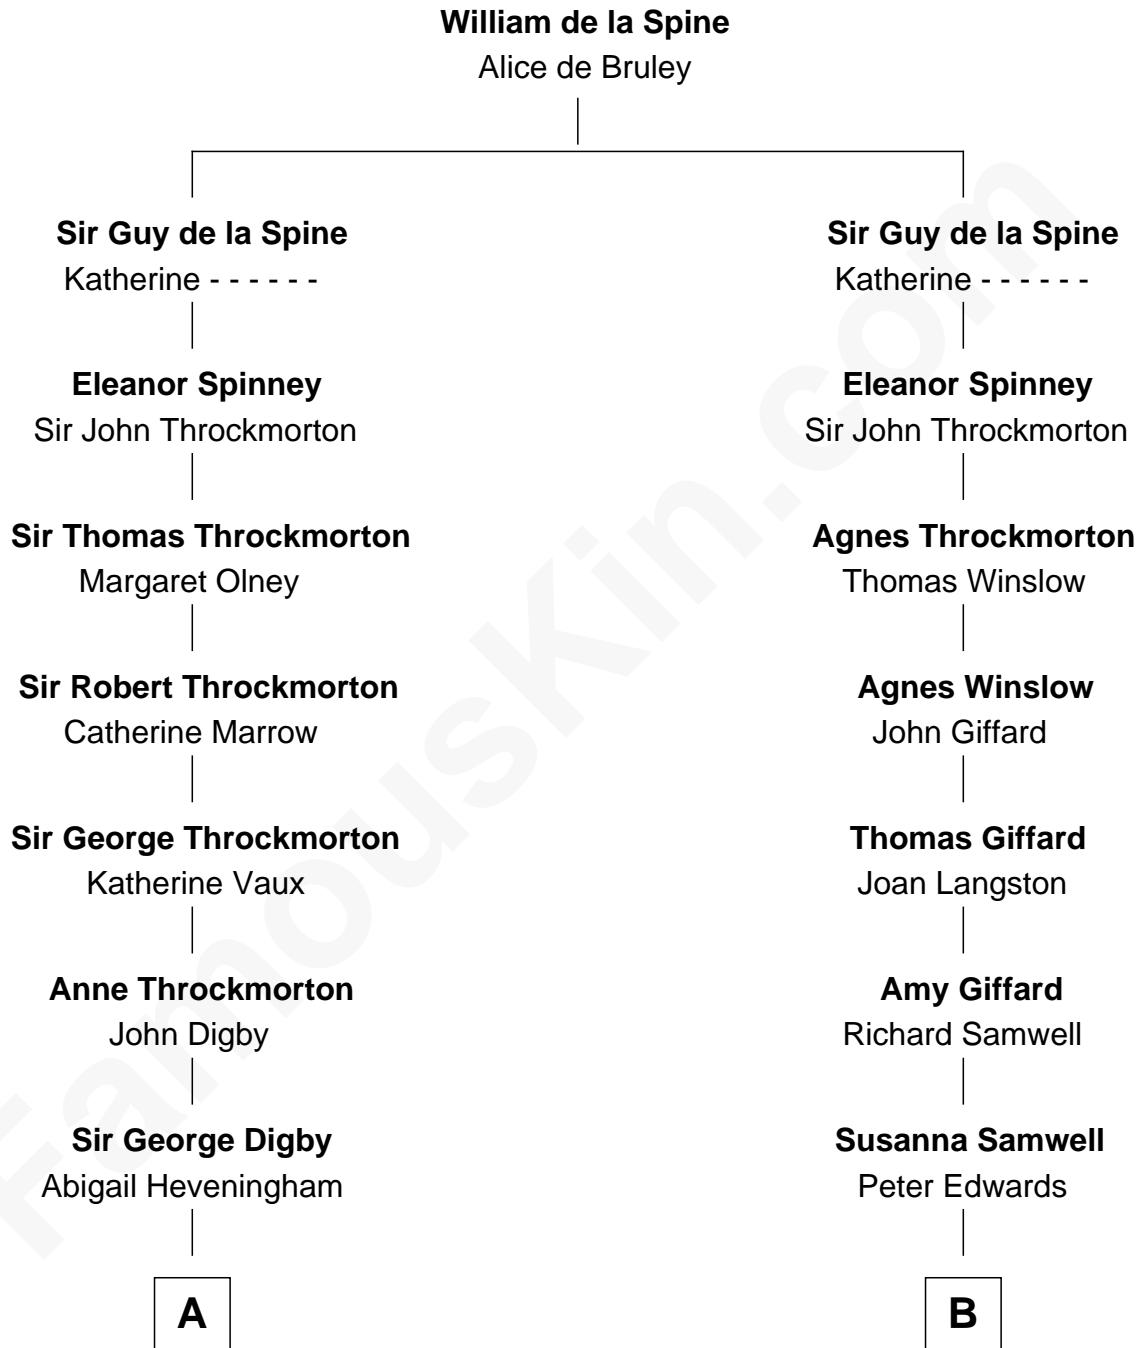 William de la Spine
Alice de Bruley
Sir Guy de la Spine
Katherine - - - - - -
Eleanor Spinney
Sir John Throckmorton
Sir Thomas Throckmorton
Margaret Olney
Sir Robert Throckmorton
Catherine Marrow
Sir George Throckmorton
Katherine Vaux
Anne Throckmorton
John Digby
Sir George Digby
Abigail Heveningham
A
Sir Guy de la Spine
Katherine - - - - - -
Eleanor Spinney
Sir John Throckmorton
Agnes Throckmorton
Thomas Winslow
Agnes Winslow
John Giffard
Thomas Giffard
Joan Langston
Amy Giffard
Richard Samwell
Susanna Samwell
Peter Edwards
B
FamousKin.com